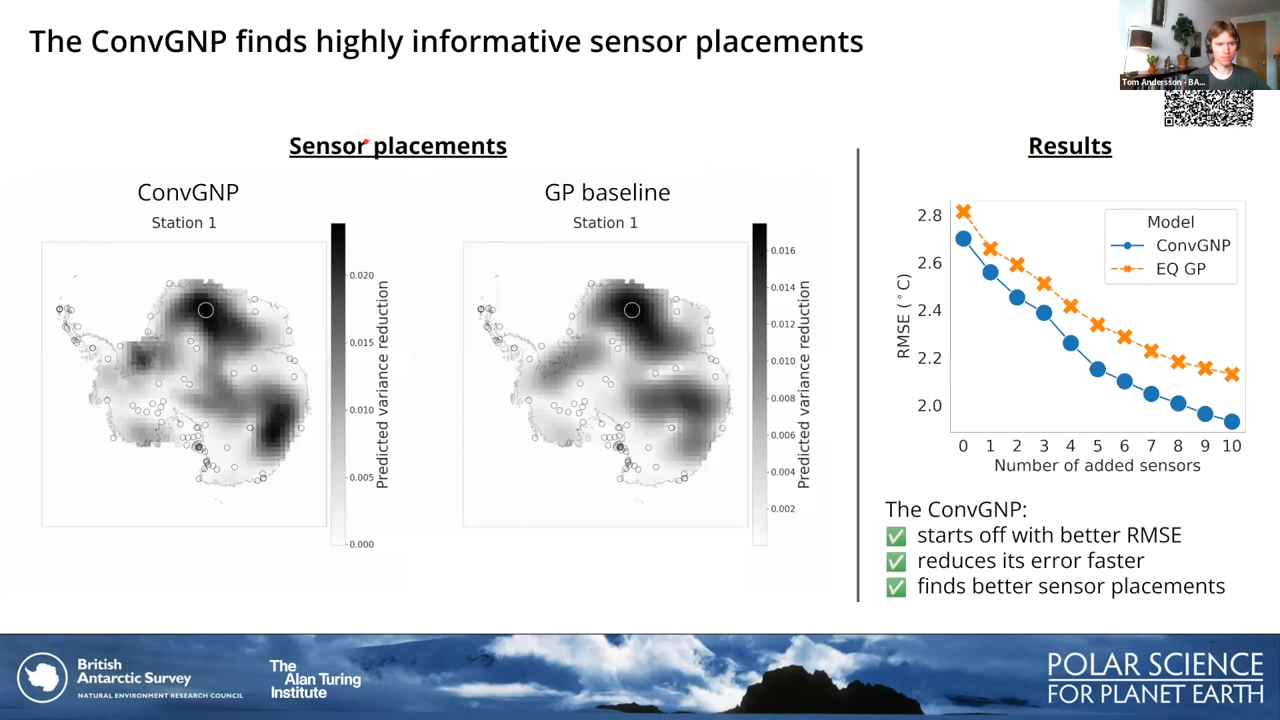 The ConvGNP finds highly informative sensor placements
Tom Andersson - BA...
Sensor placements
ConvGNP
Station 1
0.020
0.015
0.010
0.005
0.000
Predicted variance reduction
GP baseline
Station 1
0.016
0.014
0.012
0.010
0.008
0.006
0.004
0.002
Predicted variance reduction
Results
2.8
2.6
2.4
2.2
2.0
RMSE (°C)
Model
ConvGNP
EQ GP
0 1 2 3 4 5 6 7 8 9 10
Number of added sensors
The ConvGNP:
✅ starts off with better RMSE
✅ reduces its error faster
✅ finds better sensor placements
British
Antarctic Survey
NATURAL ENVIRONMENT RESEARCH COUNCIL
The
Alan Turing
Institute
POLAR SCIENCE
FOR PLANET EARTH